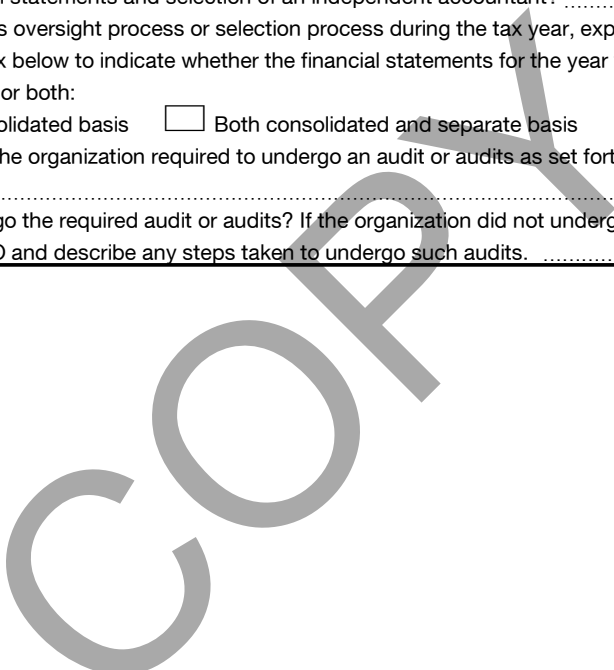 statements and selection of an independent accountant? ..........
s oversight process or selection process during the tax year, exp
x below to indicate whether the financial statements for the year
or both:
olidated basis Both consolidated and separate basis
he organization required to undergo an audit or audits as set fort
..........
go the required audit or audits? If the organization did not underg
O and describe any steps taken to undergo such audits. ..........
COPY